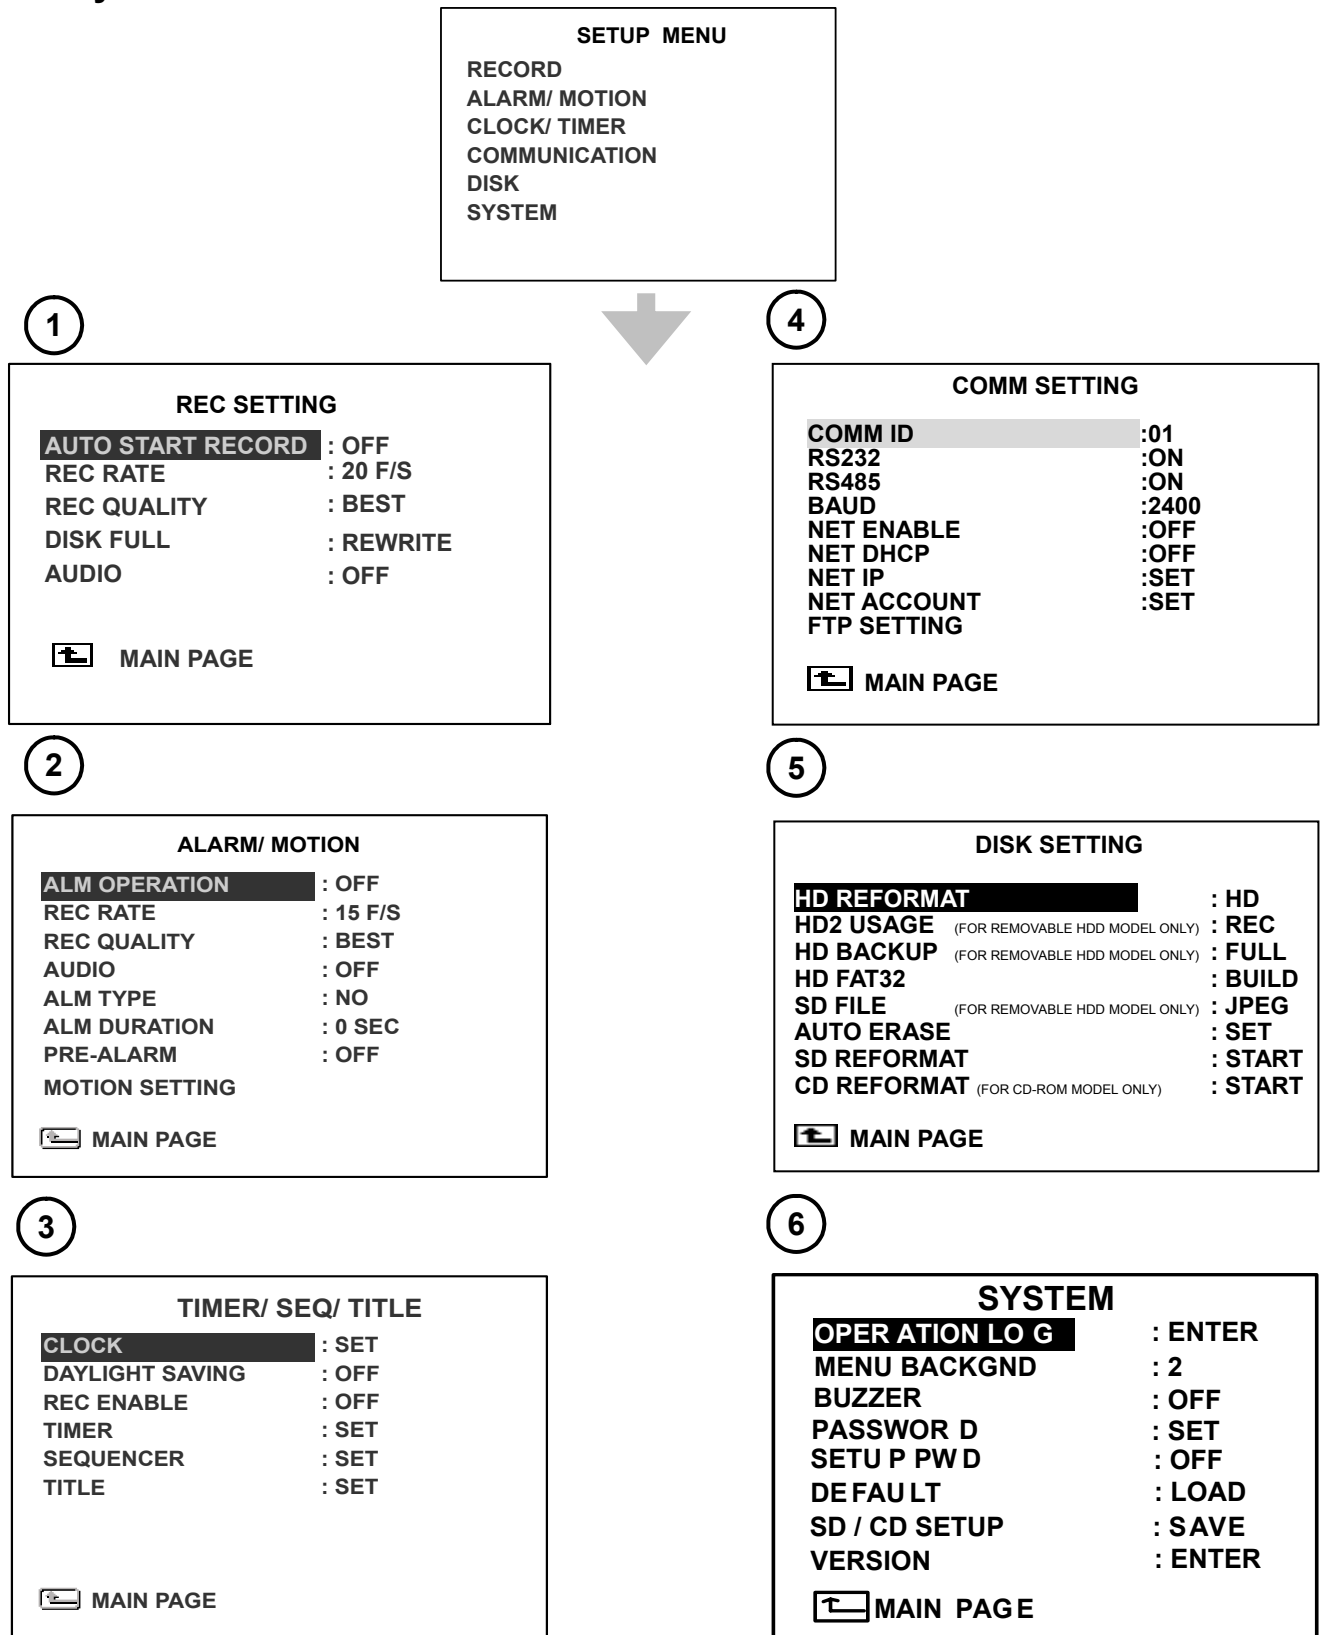 SETUP MENU
RECORD
ALARM/ MOTION
CLOCK/ TIMER
COMMUNICATION
DISK
SYSTEM
1
REC SETTING
AUTO START RECORD : OFF
REC RATE : 20 F/S
REC QUALITY : BEST
DISK FULL : REWRITE
AUDIO : OFF
MAIN PAGE
2
ALARM/ MOTION
ALM OPERATION : OFF
REC RATE : 15 F/S
REC QUALITY : BEST
AUDIO : OFF
ALM TYPE : NO
ALM DURATION : 0 SEC
PRE-ALARM : OFF
MOTION SETTING
MAIN PAGE
3
TIMER/ SEQ/ TITLE
CLOCK : SET
DAYLIGHT SAVING : OFF
REC ENABLE : OFF
TIMER : SET
SEQUENCER : SET
TITLE : SET
MAIN PAGE
4
COMM SETTING
COMM ID :01
RS232 :ON
RS485 :ON
BAUD :2400
NET ENABLE :OFF
NET DHCP :OFF
NET IP :SET
NET ACCOUNT :SET
FTP SETTING
MAIN PAGE
5
DISK SETTING
HD REFORMAT : HD
HD2 USAGE (FOR REMOVABLE HDD MODEL ONLY) : REC
HD BACKUP (FOR REMOVABLE HDD MODEL ONLY) : FULL
HD FAT32 : BUILD
SD FILE (FOR REMOVABLE HDD MODEL ONLY) : JPEG
AUTO ERASE : SET
SD REFORMAT : START
CD REFORMAT (FOR CD-ROM MODEL ONLY) : START
MAIN PAGE
6
SYSTEM
OPER ATION LO G : ENTER
MENU BACKGND : 2
BUZZER : OFF
PASSWOR D : SET
SETU P PW D : OFF
DE FAU LT : LOAD
SD / CD SETUP : SAVE
VERSION : ENTER
MAIN PAGE